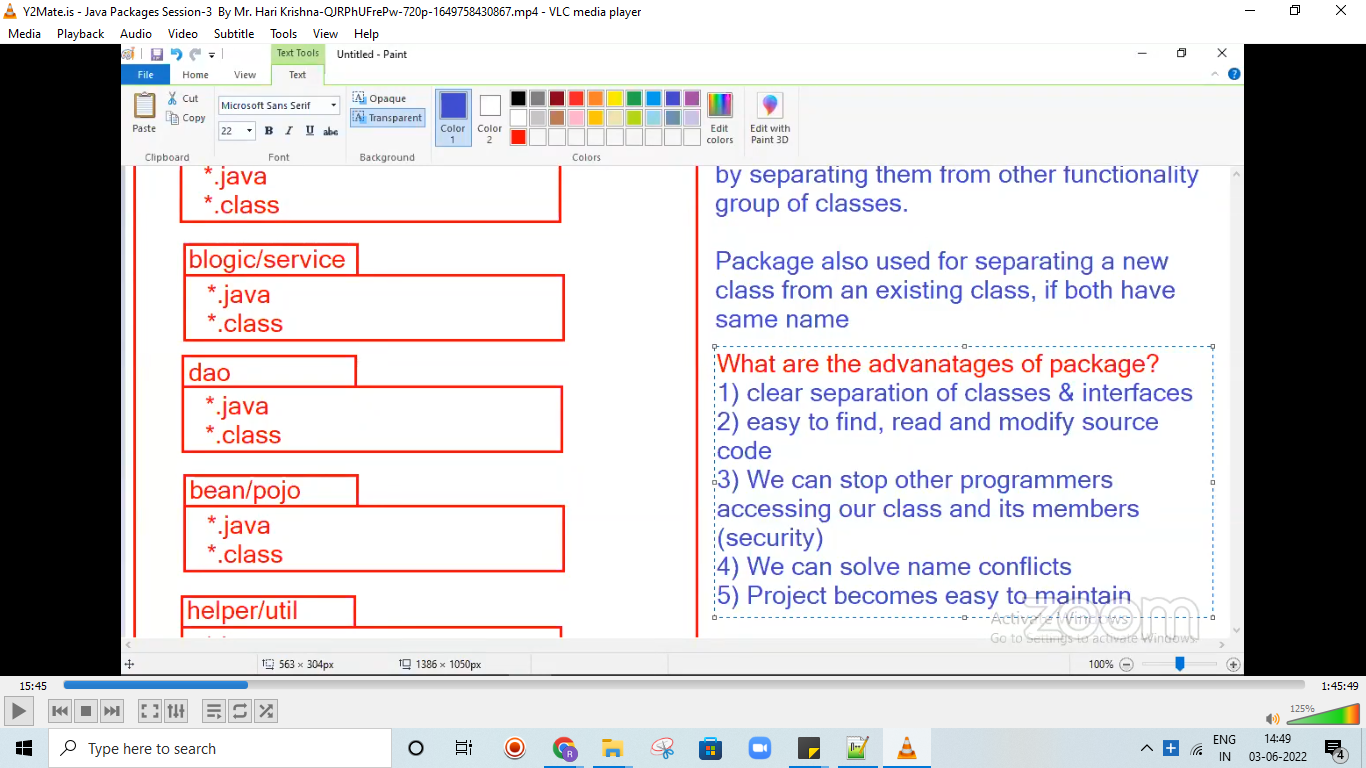 Y2Mate.is - Java Packages Session-3 By Mr. Hari Krishna-QJRPhUFrePw-720p-1649758430867.mp4 - VLC media player
Media Playback Audio Video Subtitle Tools View Help
Text Tools Untitled - Paint
File Home View Text
Paste Cut Copy
Clipboard
Microsoft Sans Serif
22 B I U abc
Font
Opaque
Transparent
Background
Color 1
Color 2
Edit colors
Edit with Paint 3D
Colors
*.java
*.class
blogic/service
*.java
*.class
dao
*.java
*.class
bean/pojo
*.java
*.class
helper/util
by separating them from other functionality
group of classes.
Package also used for separating a new
class from an existing class, if both have
same name
What are the advanatages of package?
1) clear separation of classes & interfaces
2) easy to find, read and modify source
code
3) We can stop other programmers
accessing our class and its members
(security)
4) We can solve name conflicts
5) Project becomes easy to maintain
zoom
Activate Windows
Go to Settings to activate Windows.
563 × 304px 1386 × 1050px 100%
15:45 1:45:49
125%
Type here to search
ENG
IN
14:49
03-06-2022
4